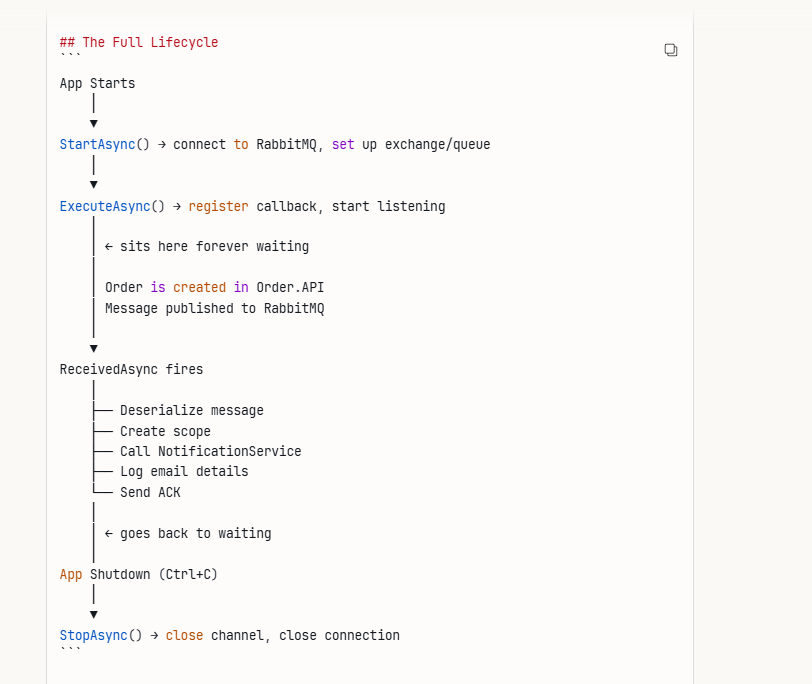 ## The Full Lifecycle
```
App Starts
    │
    ▼
StartAsync() → connect to RabbitMQ, set up exchange/queue
    │
    ▼
ExecuteAsync() → register callback, start listening
    │
    │ ← sits here forever waiting
    │
    │ Order is created in Order.API
    │ Message published to RabbitMQ
    │
    ▼
ReceivedAsync fires
    │
    ├── Deserialize message
    ├── Create scope
    ├── Call NotificationService
    ├── Log email details
    └── Send ACK
    │
    │ ← goes back to waiting
    │
App Shutdown (Ctrl+C)
    │
    ▼
StopAsync() → close channel, close connection
```